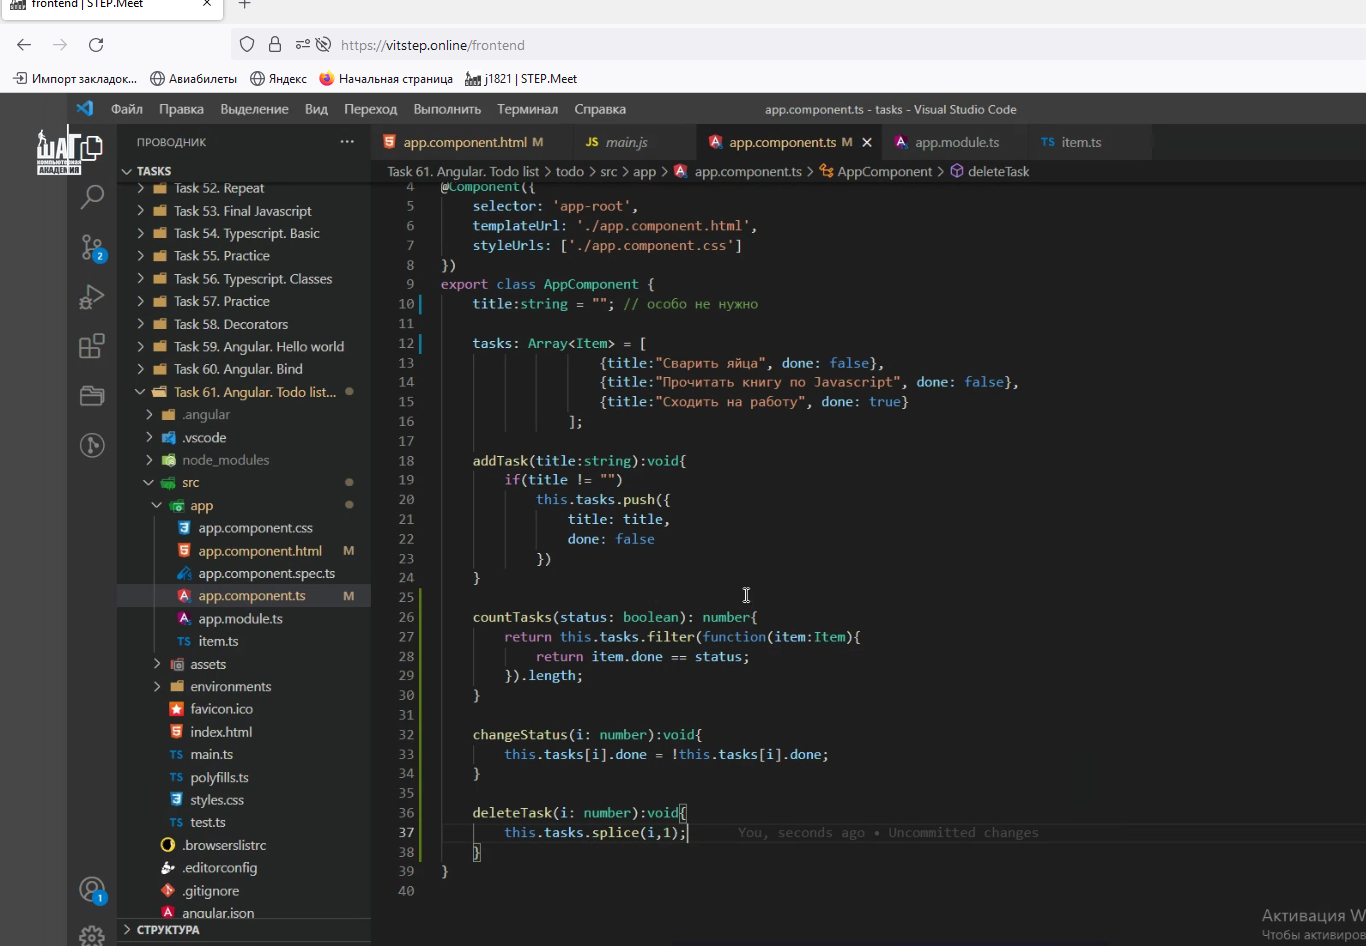 frontend | STEP.Meet
https://vitstep.online/frontend
Импорт закладок... Авиабилеты Яндекс Начальная страница j1821 | STEP.Meet
Файл Правка Выделение Вид Переход Выполнить Терминал Справка app.component.ts - tasks - Visual Studio Code
ШАГ
КОМПЬЮТЕРНАЯ
АКАДЕМИЯ
ПРОВОДНИК
TASKS
Task 52. Repeat
Task 53. Final Javascript
Task 54. Typescript. Basic
Task 55. Practice
Task 56. Typescript. Classes
Task 57. Practice
Task 58. Decorators
Task 59. Angular. Hello world
Task 60. Angular. Bind
Task 61. Angular. Todo list...
.angular
.vscode
node_modules
src
app
app.component.css
app.component.html M
app.component.spec.ts
app.component.ts M
app.module.ts
TS item.ts
assets
environments
favicon.ico
index.html
TS main.ts
TS polyfills.ts
styles.css
TS test.ts
.browserslistrc
.editorconfig
.gitignore
angular.json
СТРУКТУРА
2
1
app.component.html M JS main.js app.component.ts M app.module.ts TS item.ts
Task 61. Angular. Todo list > todo > src > app > app.component.ts > AppComponent > deleteTask
4 @Component({
5 selector: 'app-root',
6 templateUrl: './app.component.html',
7 styleUrls: ['./app.component.css']
8 })
9 export class AppComponent {
10 title:string = ""; // особо не нужно
11
12 tasks: Array<Item> = [
13 {title:"Сварить яйца", done: false},
14 {title:"Прочитать книгу по Javascript", done: false},
15 {title:"Сходить на работу", done: true}
16 ];
17
18 addTask(title:string):void{
19 if(title != "")
20 this.tasks.push({
21 title: title,
22 done: false
23 })
24 }
25
26 countTasks(status: boolean): number{
27 return this.tasks.filter(function(item:Item){
28 return item.done == status;
29 }).length;
30 }
31
32 changeStatus(i: number):void{
33 this.tasks[i].done = !this.tasks[i].done;
34 }
35
36 deleteTask(i: number):void{
37 this.tasks.splice(i,1); You, seconds ago • Uncommitted changes
38 }
39 }
40
Активация W
Чтобы активиров